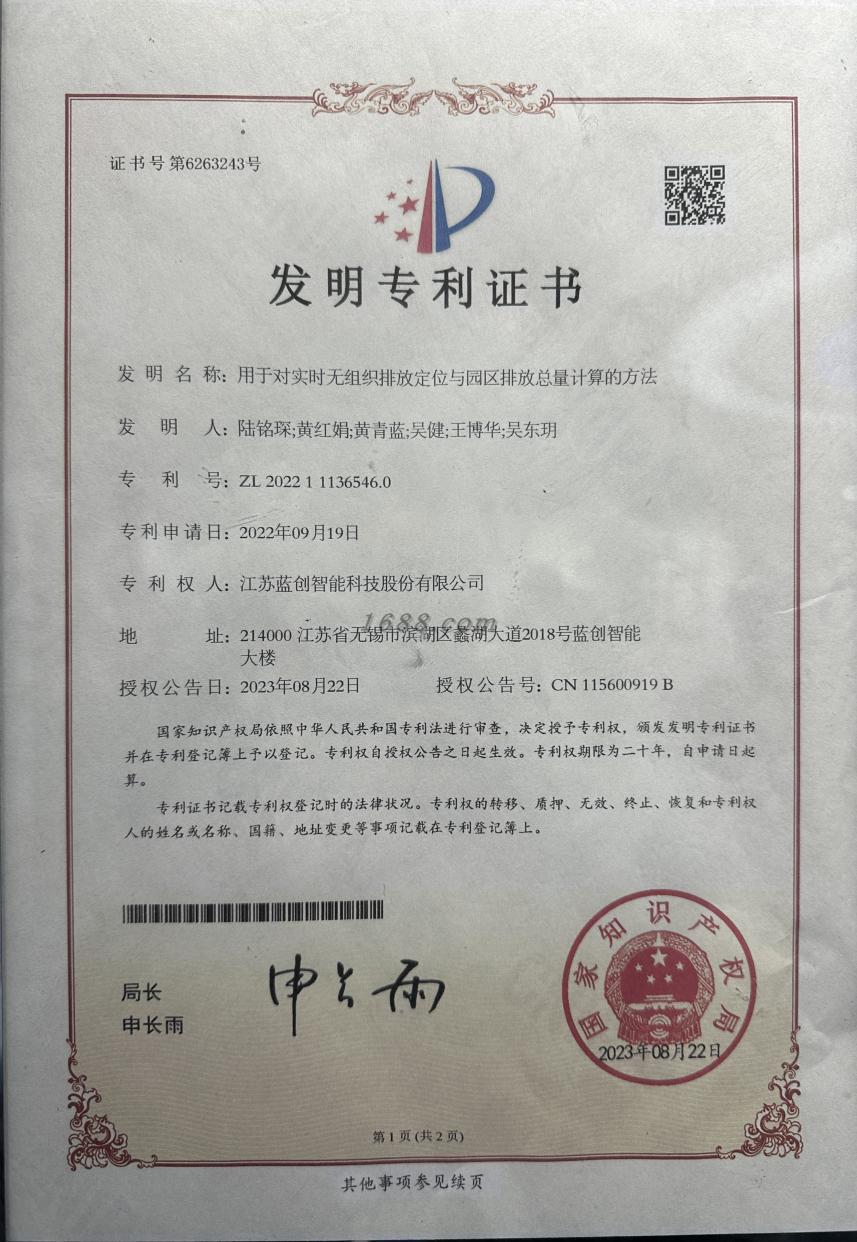 证书号第6263243号
发明专利证书
发明名称：用于对实时无组织排放定位与园区排放总量计算的方法
发明人：陆铭琛;黄红娟;黄青蓝;吴健;王博华;吴东玥
专利号：ZL 2022 1 1136546.0
专利申请日：2022年09月19日
专利权人：江苏蓝创智能科技股份有限公司
1688.com
地址：214000 江苏省无锡市滨湖区蠡湖大道2018号蓝创智能
大楼
授权公告日：2023年08月22日 授权公告号：CN 115600919 B
国家知识产权局依照中华人民共和国专利法进行审查，决定授予专利权，颁发发明专利证书
并在专利登记簿上予以登记。专利权自授权公告之日起生效。专利权期限为二十年，自申请日起
算。
专利证书记载专利权登记时的法律状况。专利权的转移、质押、无效、终止、恢复和专利权
人的姓名或名称、国籍、地址变更等事项记载在专利登记簿上。
局长
申长雨
申长雨
国家知识产权局
2023年08月22日
第1页(共2页)
其他事项参见续页